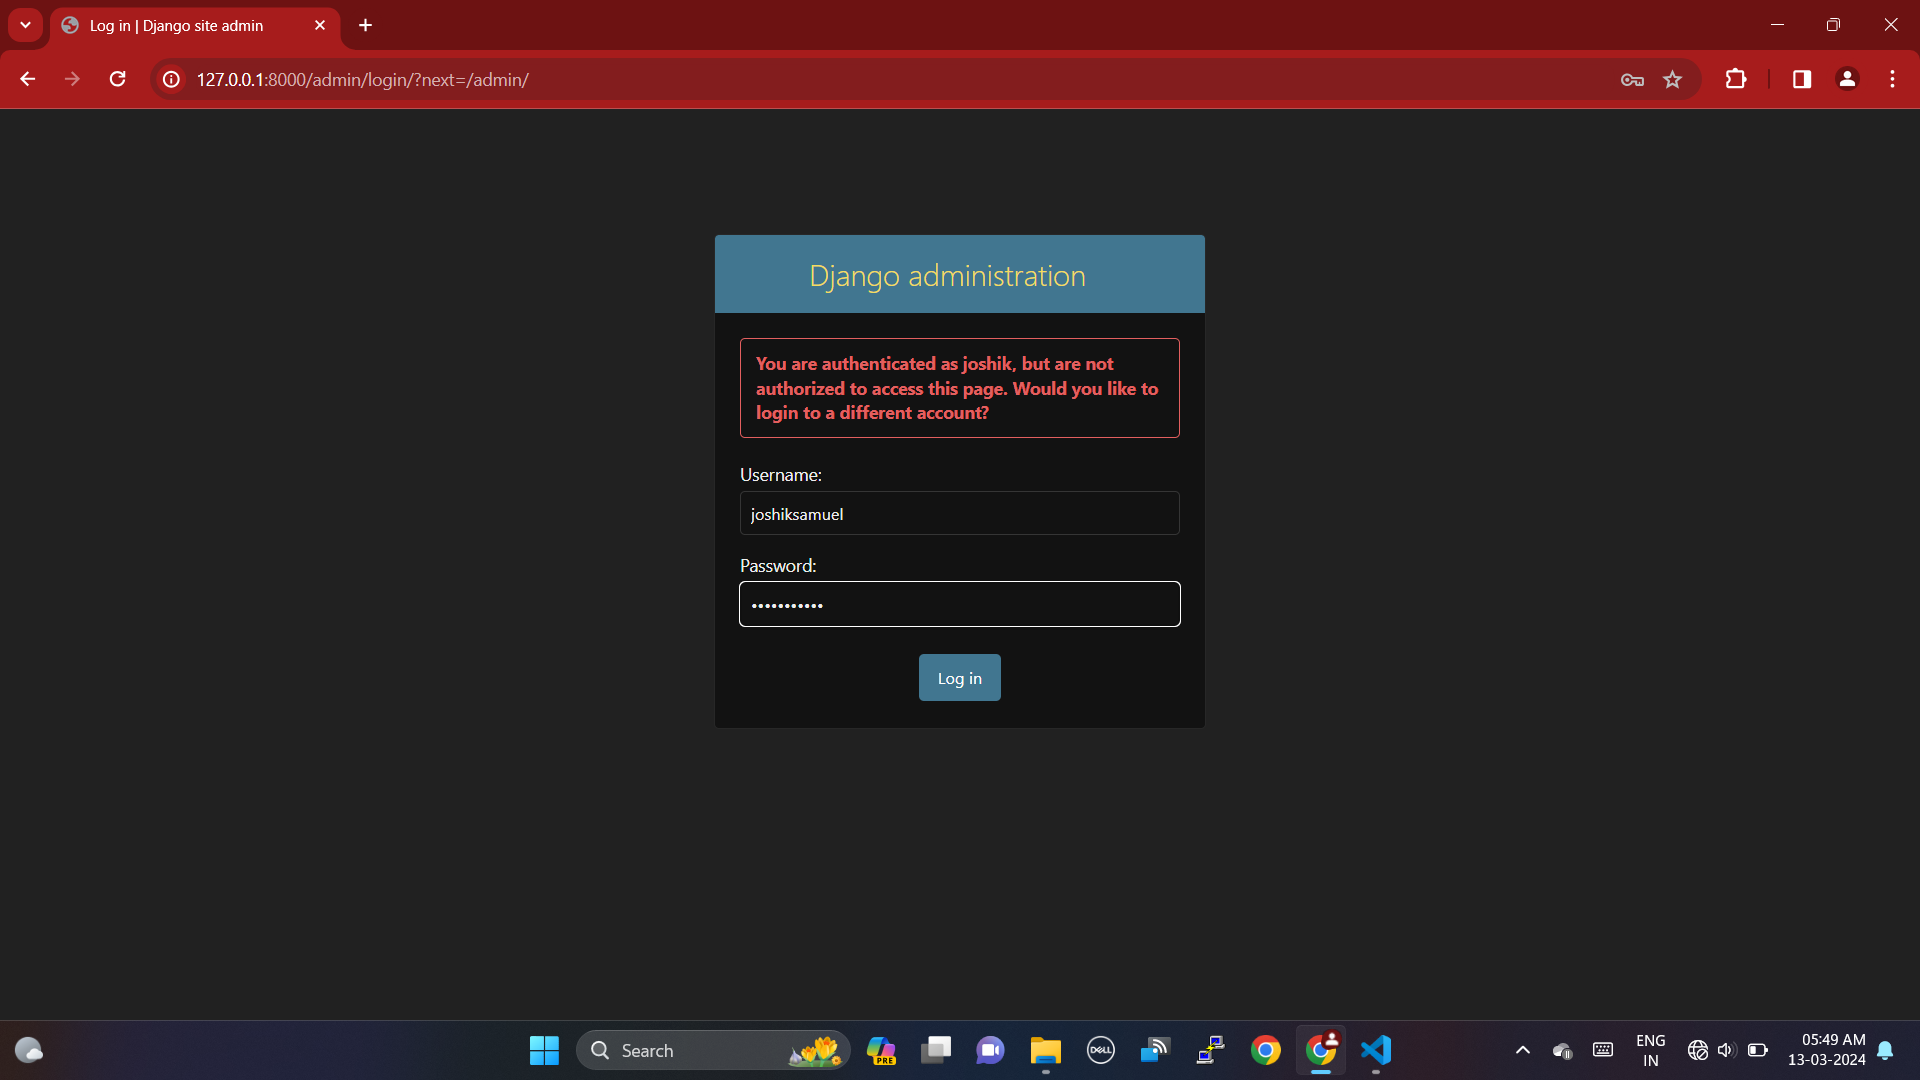 Log in | Django site admin
127.0.0.1:8000/admin/login/?next=/admin/
Django administration
You are authenticated as joshik, but are not
authorized to access this page. Would you like to
login to a different account?
Username:
joshiksamuel
Password:
•••••••••••
Log in
Search
PRE
DELL
ENG
IN
05:49 AM
13-03-2024